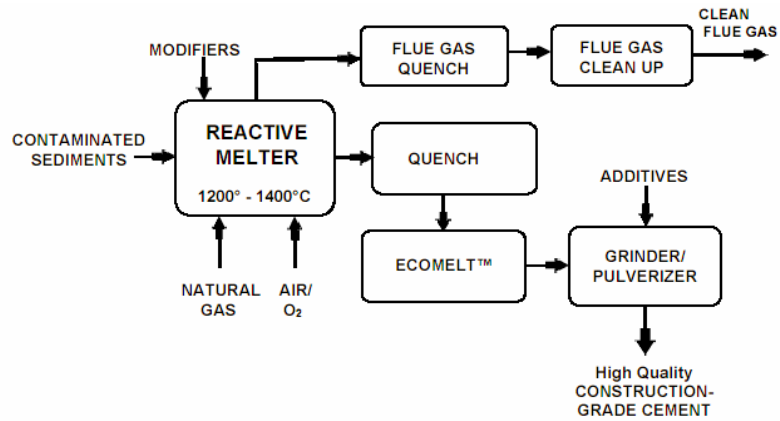 CLEAN
FLUE GAS
MODIFIERS
FLUE GAS
QUENCH
FLUE GAS
CLEAN UP
CONTAMINATED
SEDIMENTS
REACTIVE
MELTER
1200° - 1400°C
QUENCH
ADDITIVES
ECOMELT™
GRINDER/
PULVERIZER
NATURAL
GAS
AIR/
O₂
High Quality
CONSTRUCTION-
GRADE CEMENT